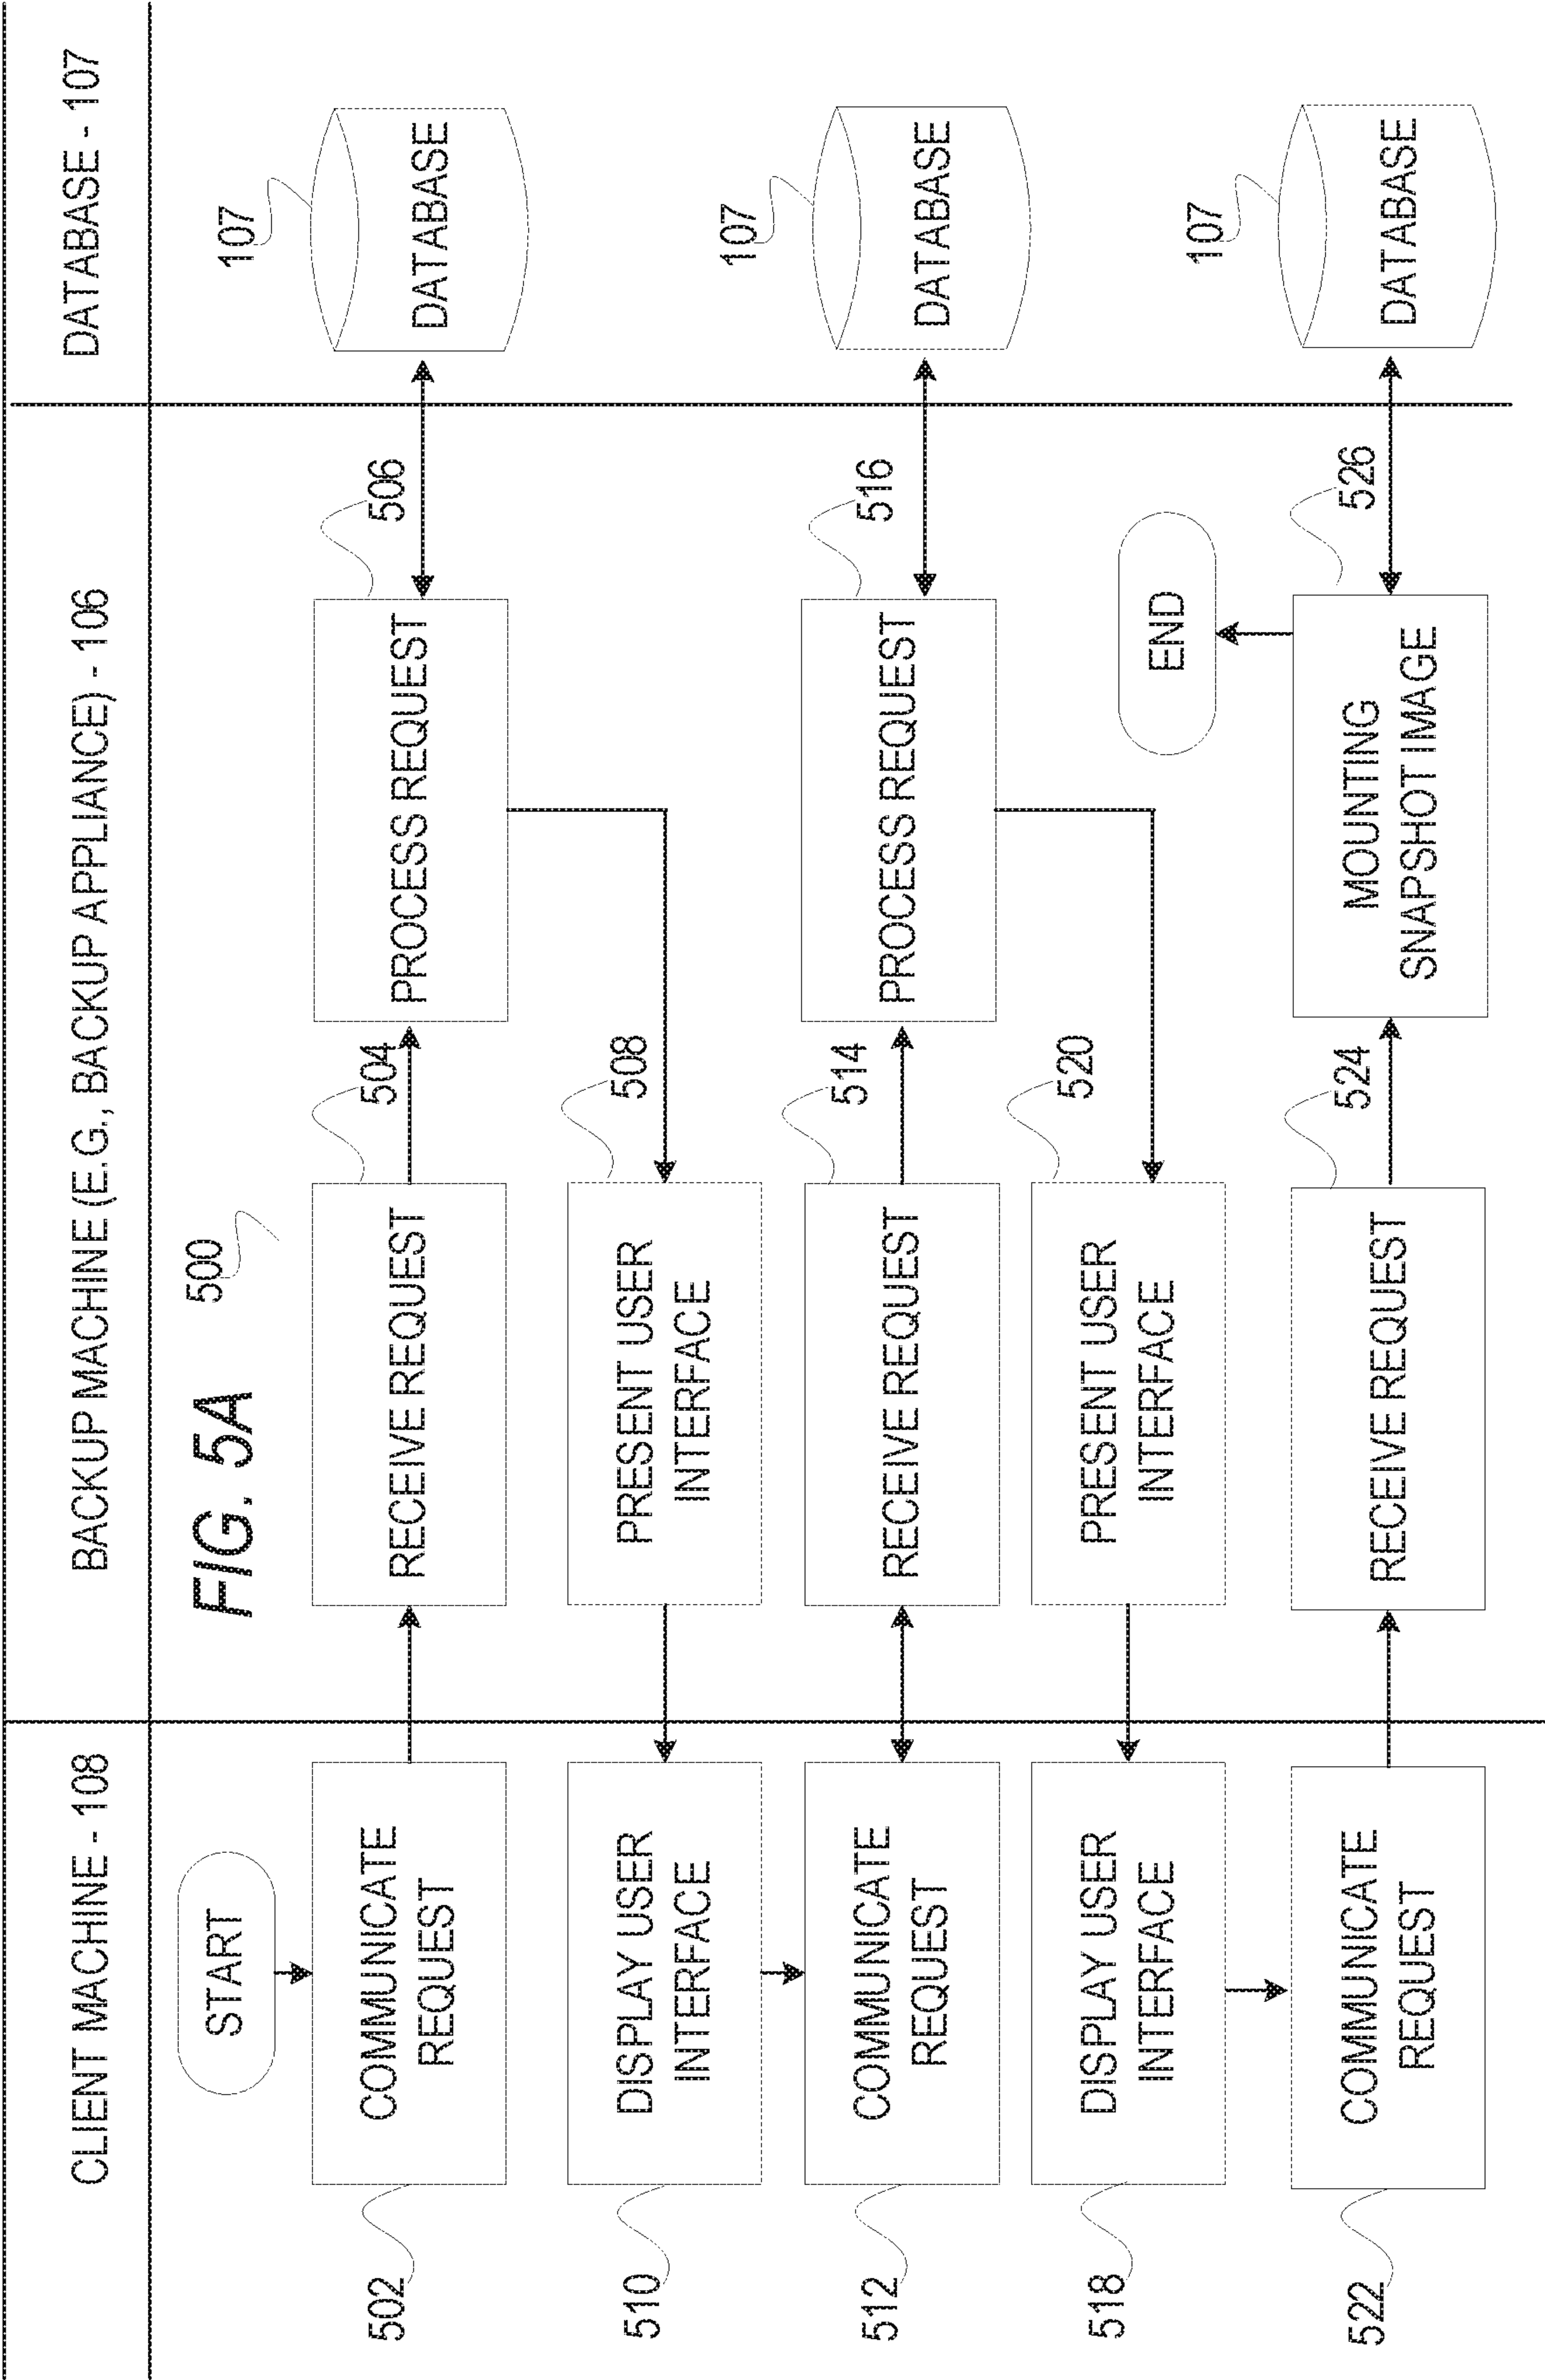 CLIENT MACHINE - 108
BACKUP MACHINE (E.G., BACKUP APPLIANCE) - 106
DATABASE - 107
FIG. 5A
500
START
502
COMMUNICATE
REQUEST
RECEIVE REQUEST
504
PROCESS REQUEST
506
107
DATABASE
510
DISPLAY USER
INTERFACE
PRESENT USER
INTERFACE
508
512
COMMUNICATE
REQUEST
RECEIVE REQUEST
514
PROCESS REQUEST
516
107
DATABASE
518
DISPLAY USER
INTERFACE
PRESENT USER
INTERFACE
520
END
522
COMMUNICATE
REQUEST
RECEIVE REQUEST
524
MOUNTING
SNAPSHOT IMAGE
526
107
DATABASE